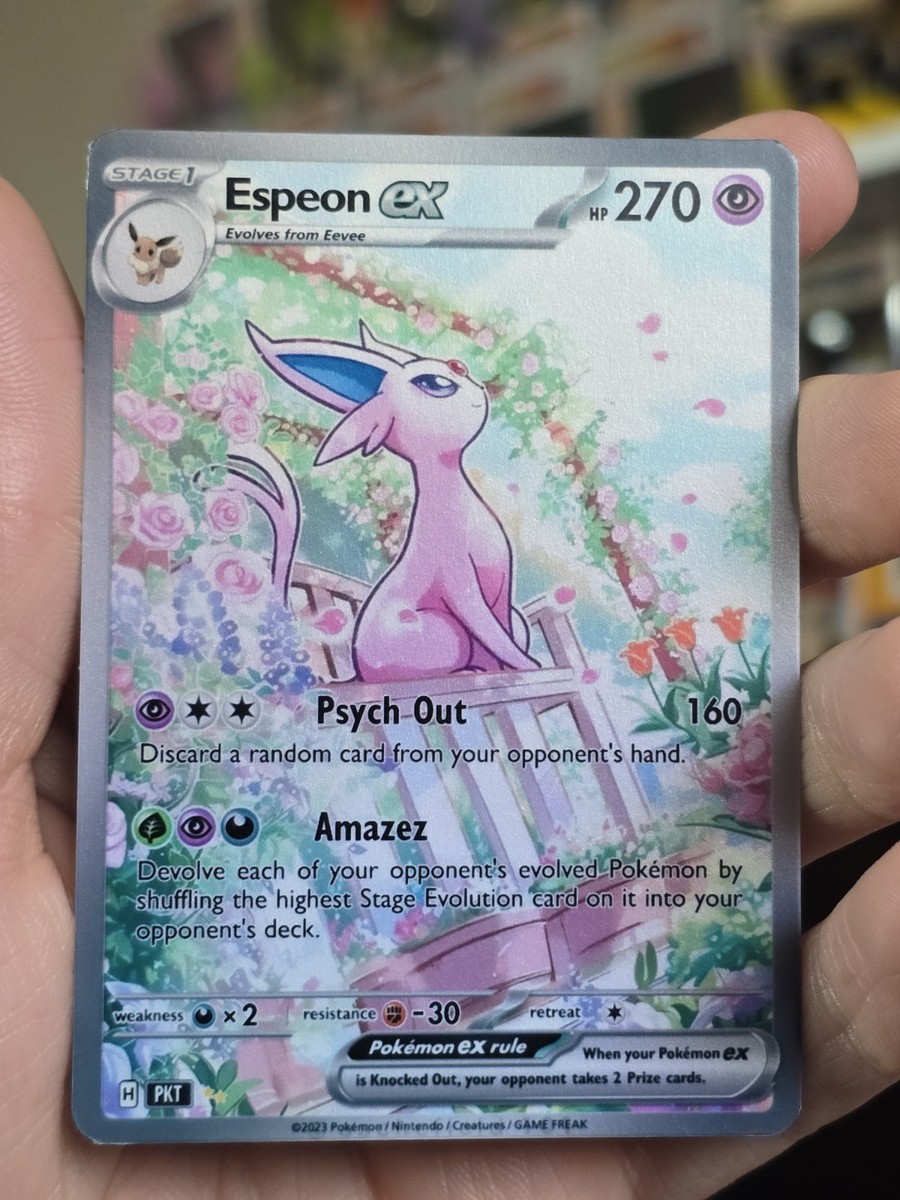 STAGE1
Espeon ex
HP 270
Evolves from Eevee
Psych Out 160
Discard a random card from your opponent's hand.
Amazez
Devolve each of your opponent's evolved Pokémon by
shuffling the highest Stage Evolution card on it into your
opponent's deck.
weakness ×2 resistance -30 retreat
Pokémon ex rule
When your Pokémon ex
is Knocked Out, your opponent takes 2 Prize cards.
H PKT
©2023 Pokémon / Nintendo / Creatures / GAME FREAK